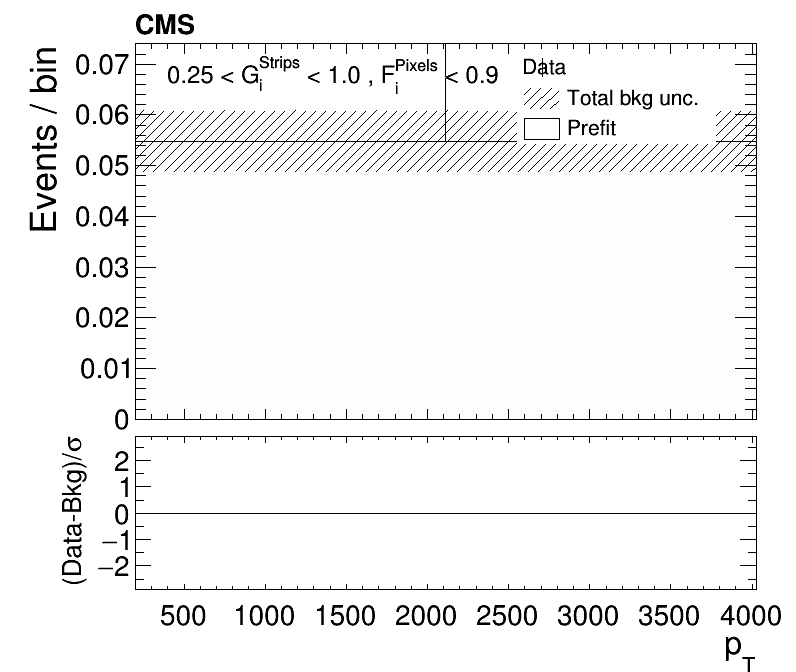 CMS
Events / bin
0.07
0.06
0.05
0.04
0.03
0.02
0.01
0
0.25 < G_i^Strips < 1.0 , F_i^Pixels < 0.9
Data
Total bkg unc.
Prefit
(Data-Bkg)/σ
2
1
0
−1
−2
500 1000 1500 2000 2500 3000 3500 4000
p_T